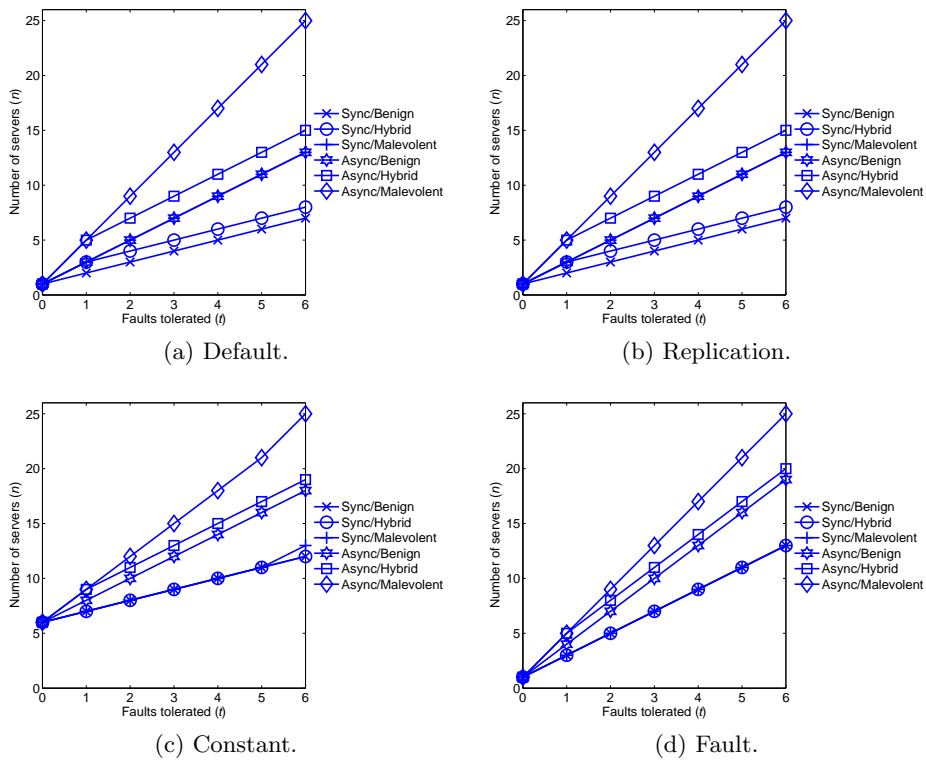 25
20
15
10
5
0
Number of servers (n)
0 1 2 3 4 5 6
Faults tolerated (t)
Sync/Benign
Sync/Hybrid
Sync/Malevolent
Async/Benign
Async/Hybrid
Async/Malevolent
(a) Default.
25
20
15
10
5
0
Number of servers (n)
0 1 2 3 4 5 6
Faults tolerated (t)
Sync/Benign
Sync/Hybrid
Sync/Malevolent
Async/Benign
Async/Hybrid
Async/Malevolent
(b) Replication.
25
20
15
10
5
0
Number of servers (n)
0 1 2 3 4 5 6
Faults tolerated (t)
Sync/Benign
Sync/Hybrid
Sync/Malevolent
Async/Benign
Async/Hybrid
Async/Malevolent
(c) Constant.
25
20
15
10
5
0
Number of servers (n)
0 1 2 3 4 5 6
Faults tolerated (t)
Sync/Benign
Sync/Hybrid
Sync/Malevolent
Async/Benign
Async/Hybrid
Async/Malevolent
(d) Fault.